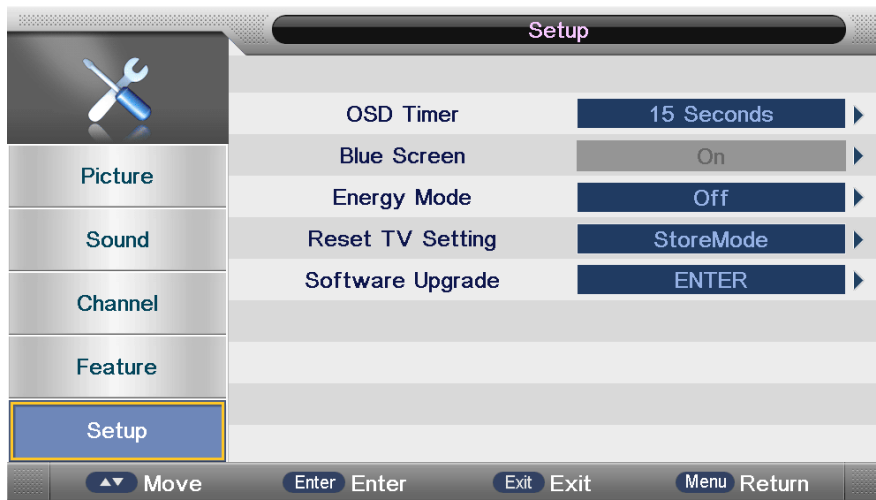 Setup
OSD Timer 15 Seconds
Blue Screen On
Energy Mode Off
Reset TV Setting StoreMode
Software Upgrade ENTER
Picture
Sound
Channel
Feature
Setup
Move Enter Enter Exit Exit Menu Return